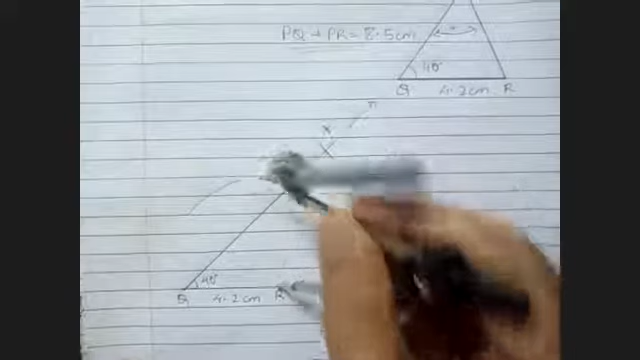 PQ + PR = 8.5cm
40°
Q 4.2cm R
n
x
40°
Q 4.2cm R